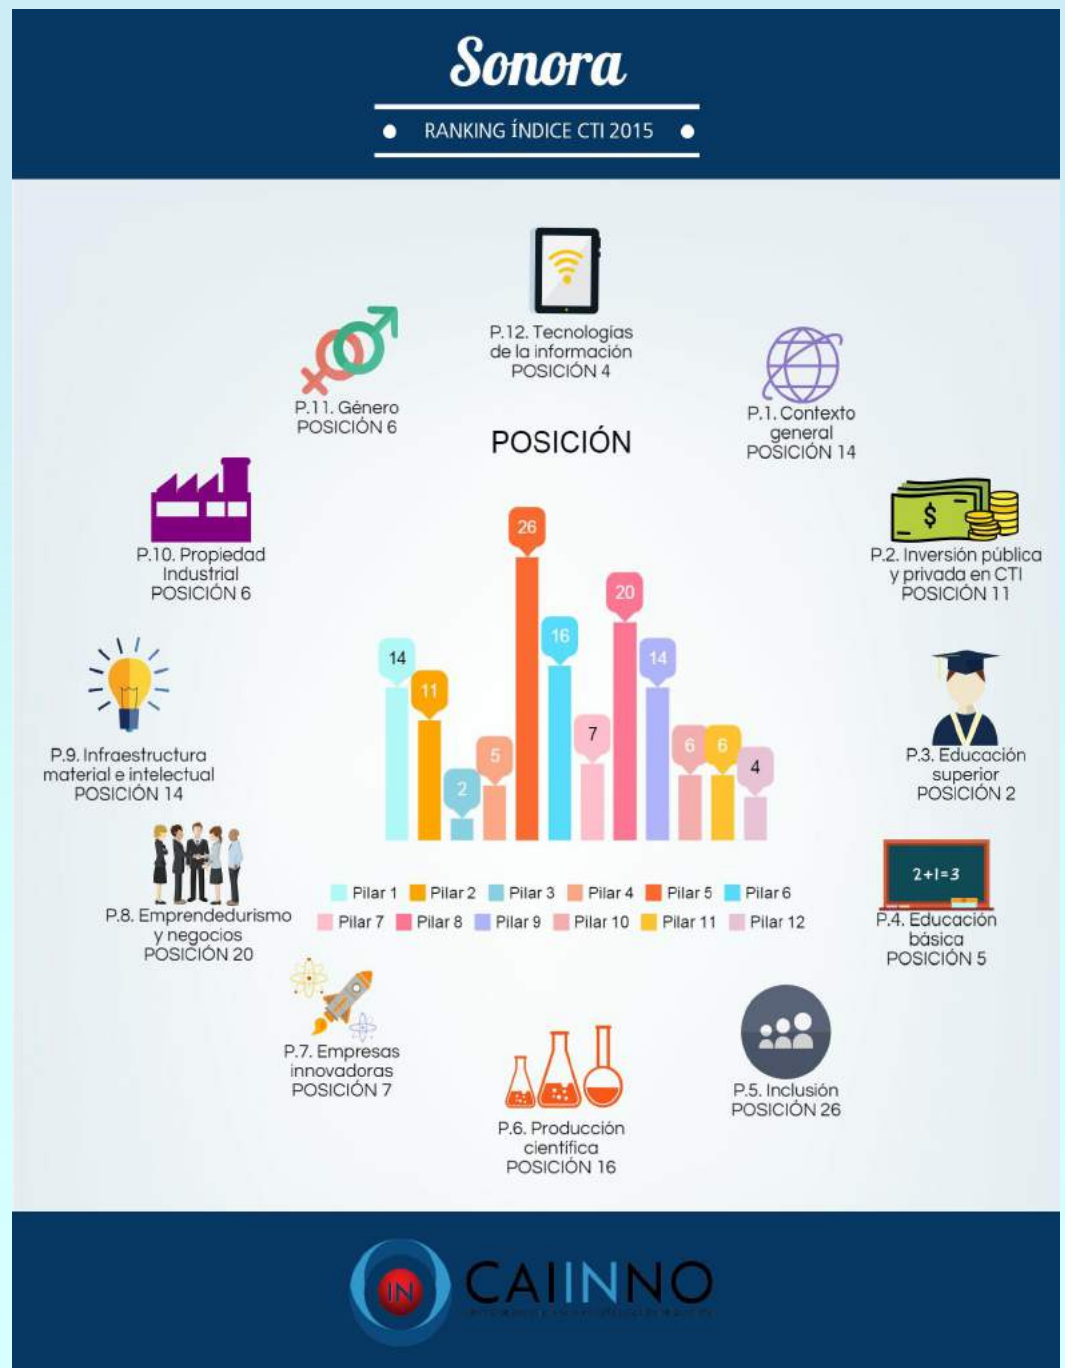 Sonora
RANKING ÍNDICE CTI 2015
P.12. Tecnologías
de la información
POSICIÓN 4
P.11. Género
POSICIÓN 6
P.1. Contexto
general
POSICIÓN 14
POSICIÓN
P.10. Propiedad
Industrial
POSICIÓN 6
$
P.2. Inversión pública
y privada en CTI
POSICIÓN 11
26
20
16
14
14
11
7
6
6
5
4
2
P.9. Infraestructura
material e intelectual
POSICIÓN 14
P.3. Educación
superior
POSICIÓN 2
2+1=3
P.4. Educación
básica
POSICIÓN 5
Pilar 1 Pilar 2 Pilar 3 Pilar 4 Pilar 5 Pilar 6
Pilar 7 Pilar 8 Pilar 9 Pilar 10 Pilar 11 Pilar 12
P.8. Emprendedurismo
y negocios
POSICIÓN 20
P.7. Empresas
innovadoras
POSICIÓN 7
P.5. Inclusión
POSICIÓN 26
P.6. Producción
científica
POSICIÓN 16
IN
CAIINNO